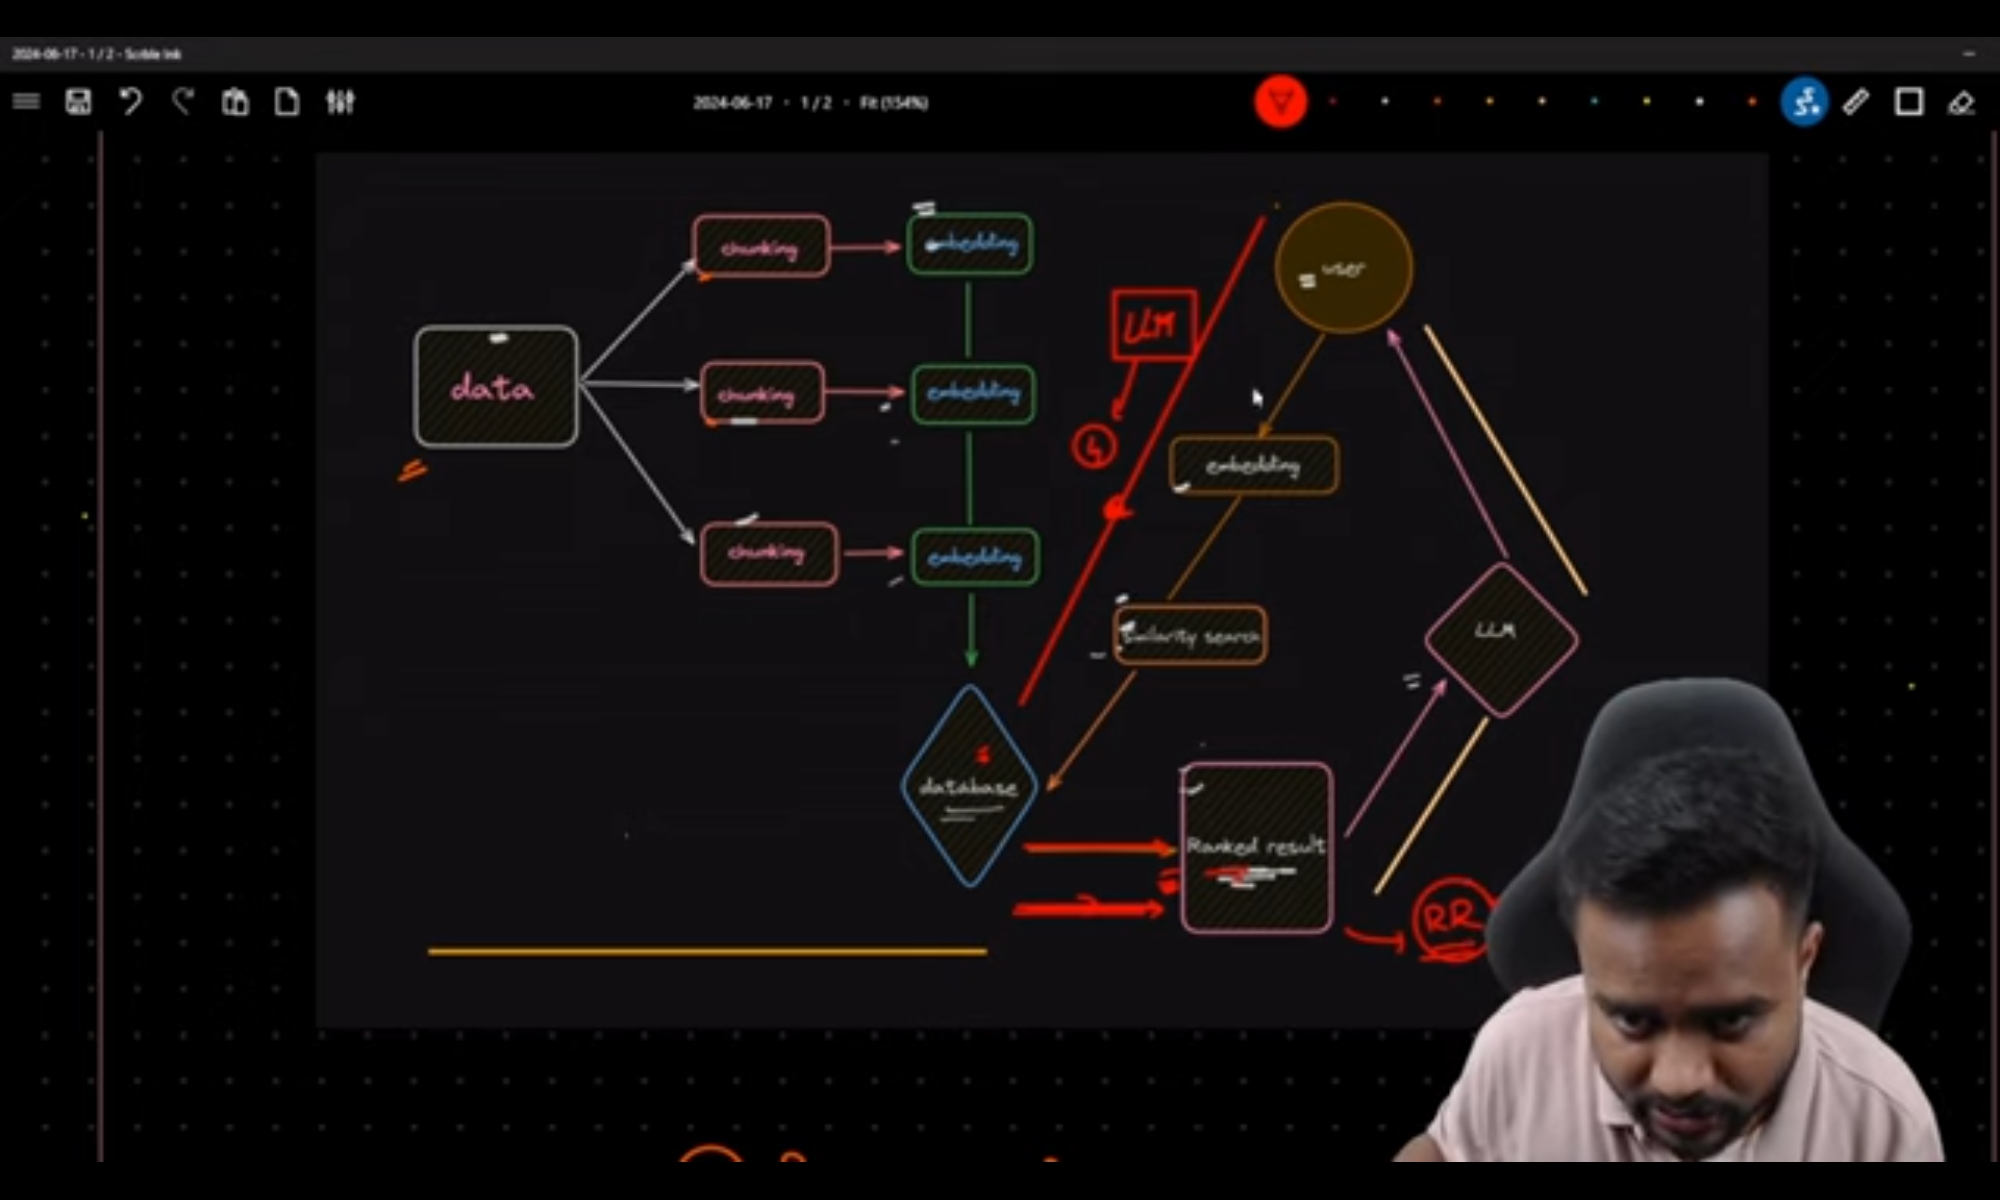 2024-06-17 - 1 / 2 - Scrible Ink
2024-06-17 • 1 / 2 • Fit (154%)
chunking
embedding
user
LLM
data
chunking
embedding
4
embedding
chunking
embedding
similarity search
LLM
database
Ranked result
RR